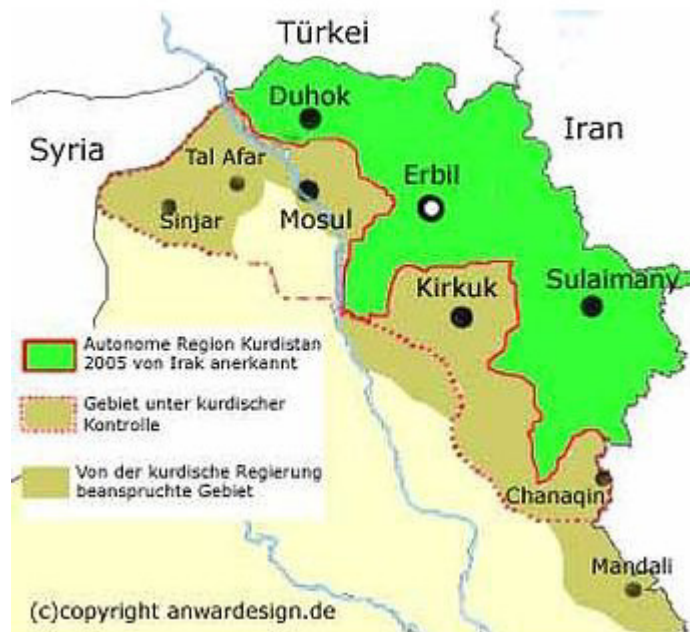 Türkei
Duhok
Iran
Syria
Tal Afar
Erbil
Sinjar
Mosul
Kirkuk
Sulaimany
Autonome Region Kurdistan
2005 von Irak anerkannt
Gebiet unter kurdischer
Kontrolle
Von der kurdische Regierung
beanspruchte Gebiet
Chanaqin
Mandali
(c)copyright anwardesign.de